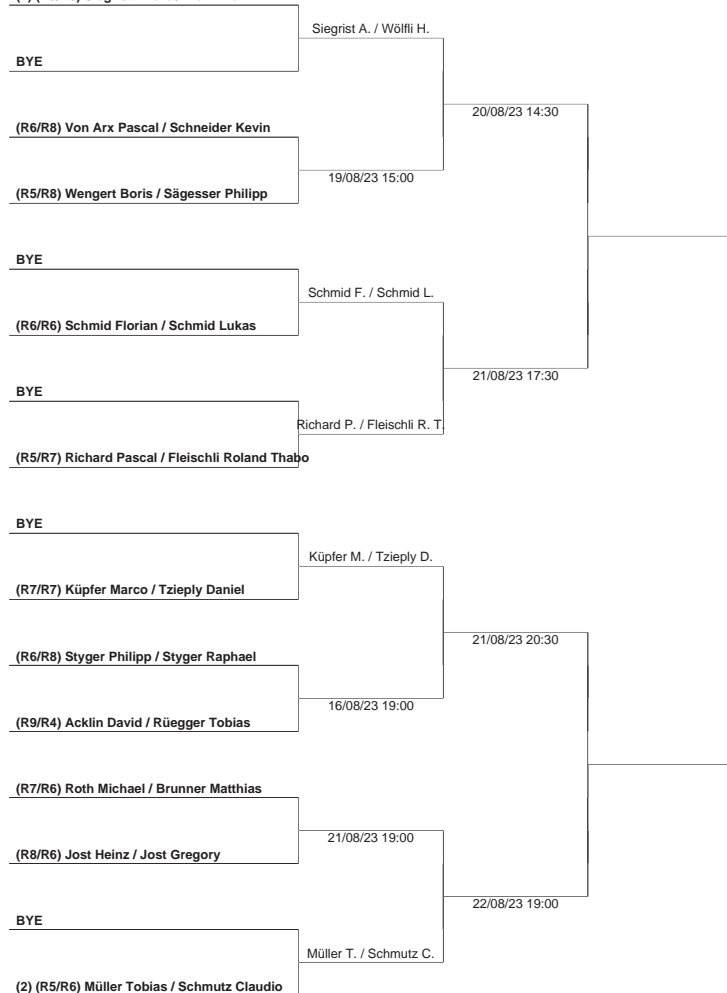 Siegrist A. / Wölfli H.
BYE
20/08/23 14:30
(R6/R8) Von Arx Pascal / Schneider Kevin
19/08/23 15:00
(R5/R8) Wengert Boris / Sägesser Philipp
BYE
Schmid F. / Schmid L.
(R6/R6) Schmid Florian / Schmid Lukas
21/08/23 17:30
BYE
Richard P. / Fleischli R. T.
(R5/R7) Richard Pascal / Fleischli Roland Thabo
BYE
Küpfer M. / Tzieply D.
(R7/R7) Küpfer Marco / Tzieply Daniel
21/08/23 20:30
(R6/R8) Styger Philipp / Styger Raphael
16/08/23 19:00
(R9/R4) Acklin David / Rüegger Tobias
(R7/R6) Roth Michael / Brunner Matthias
21/08/23 19:00
(R8/R6) Jost Heinz / Jost Gregory
22/08/23 19:00
BYE
Müller T. / Schmutz C.
(2) (R5/R6) Müller Tobias / Schmutz Claudio